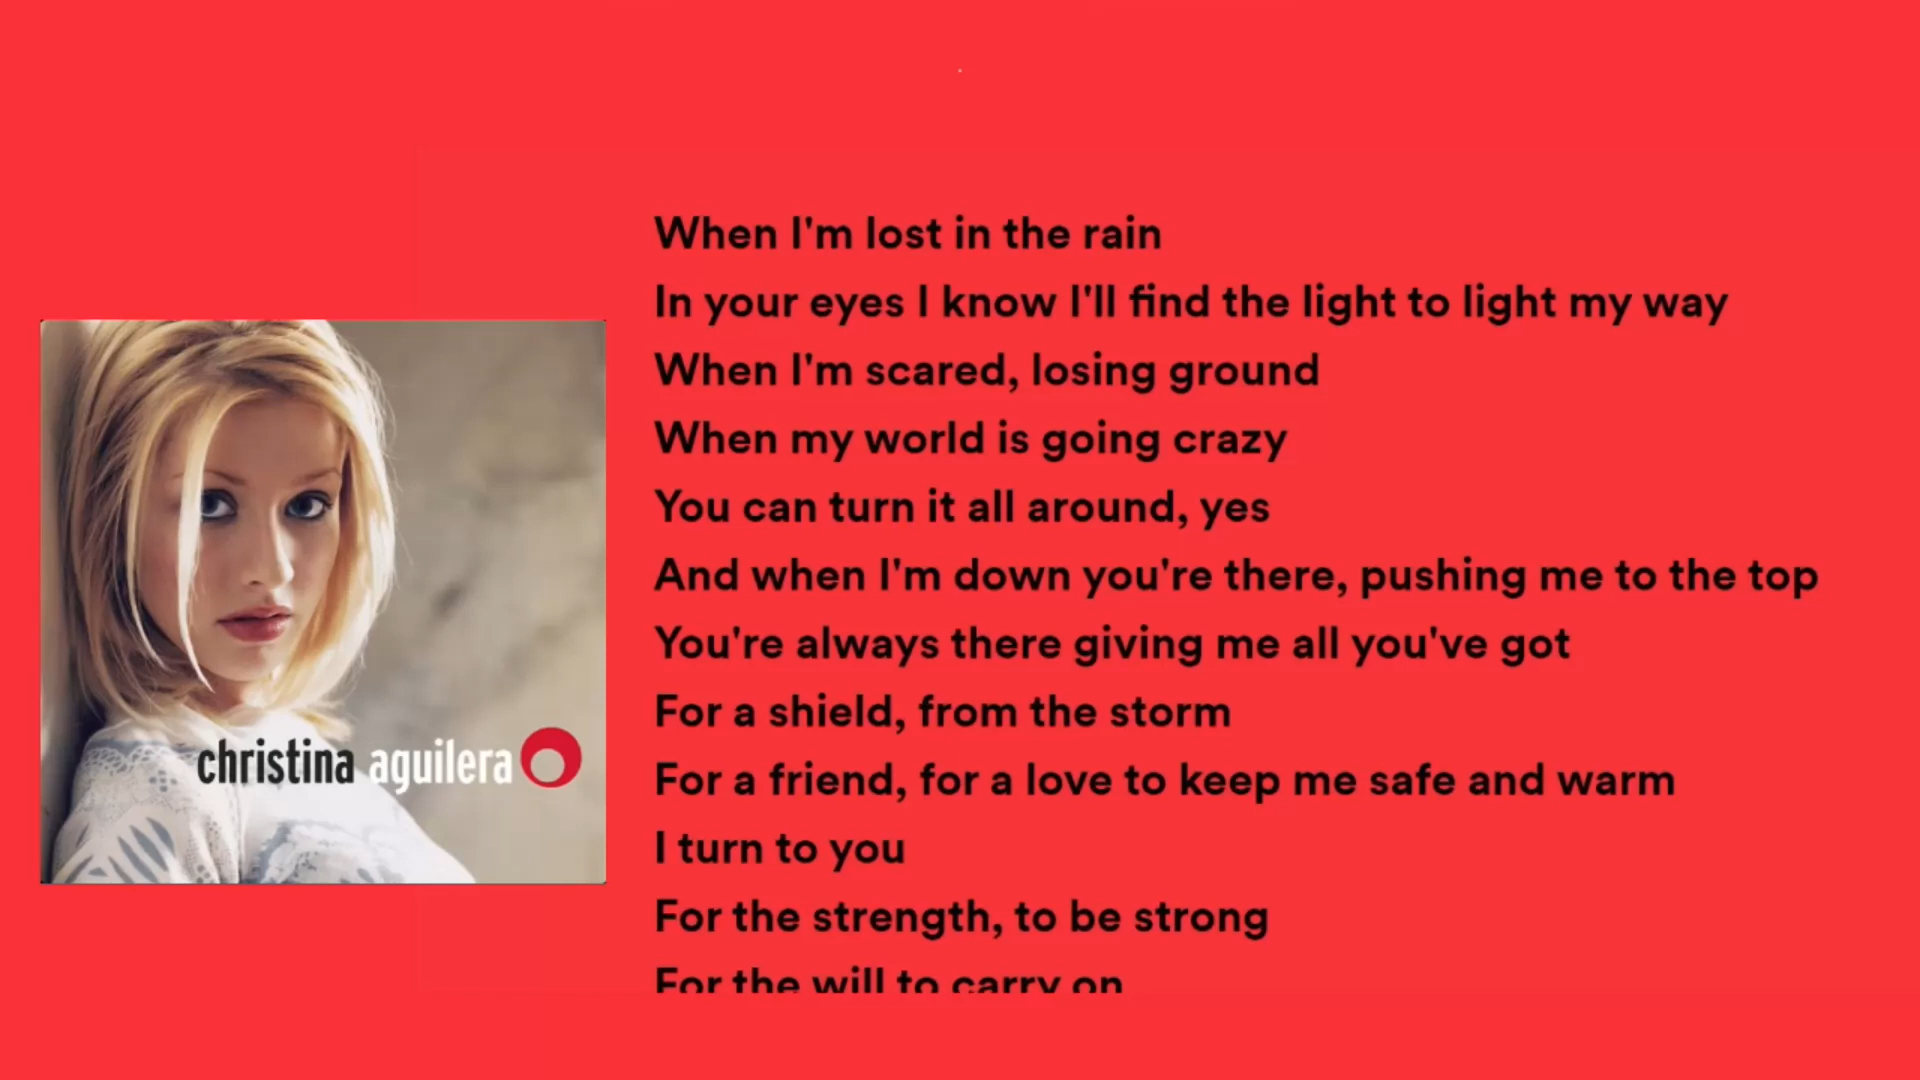 When I'm lost in the rain
In your eyes I know I'll find the light to light my way
When I'm scared, losing ground
When my world is going crazy
You can turn it all around, yes
And when I'm down you're there, pushing me to the top
You're always there giving me all you've got
For a shield, from the storm
For a friend, for a love to keep me safe and warm
I turn to you
For the strength, to be strong
For the will to carry on
christina aguilera